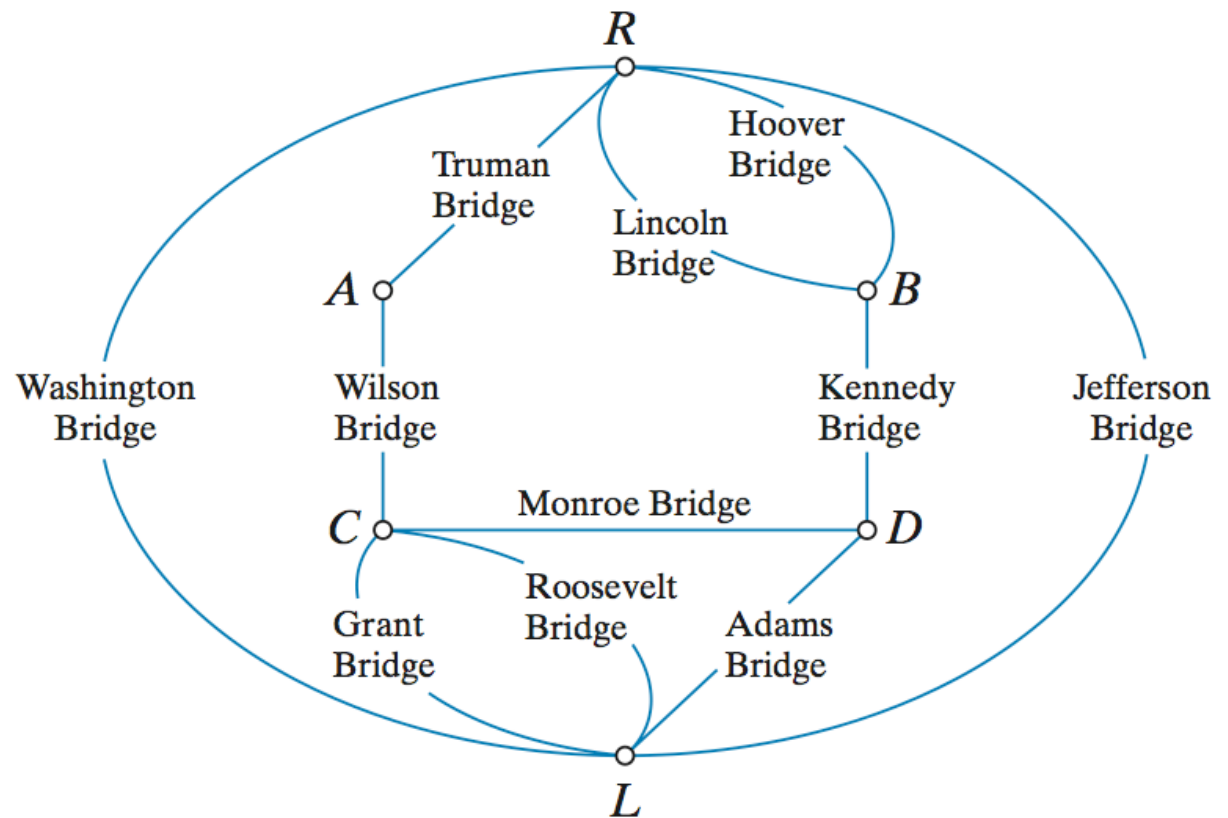 R
Hoover
Bridge
Truman
Bridge
Lincoln
Bridge
A
B
Washington
Bridge
Wilson
Bridge
Kennedy
Bridge
Jefferson
Bridge
Monroe Bridge
C
D
Roosevelt
Bridge
Grant
Bridge
Adams
Bridge
L